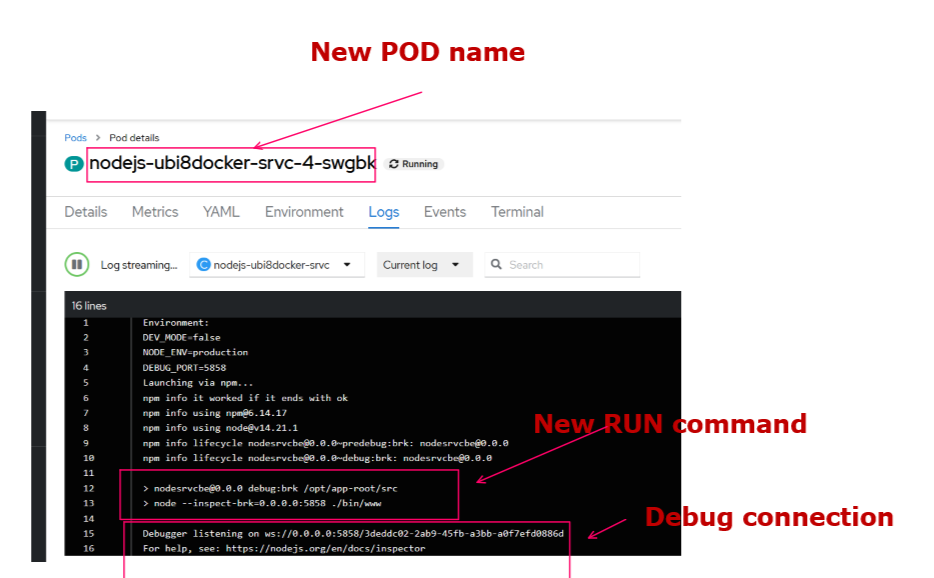 New POD name
Pods > Pod details
P nodejs-ubi8docker-srvc-4-swgbk Running
Details Metrics YAML Environment Logs Events Terminal
Log streaming... C nodejs-ubi8docker-srvc Current log Search
16 lines
1 Environment:
2 DEV_MODE=false
3 NODE_ENV=production
4 DEBUG_PORT=5858
5 Launching via npm...
6 npm info it worked if it ends with ok
7 npm info using npm@6.14.17
8 npm info using node@v14.21.1
New RUN command
9 npm info lifecycle nodesrvcbe@0.0.0~predebug:brk: nodesrvcbe@0.0.0
10 npm info lifecycle nodesrvcbe@0.0.0~debug:brk: nodesrvcbe@0.0.0
11
12 > nodesrvcbe@0.0.0 debug:brk /opt/app-root/src
13 > node --inspect-brk=0.0.0.0:5858 ./bin/www
14
Debug connection
15 Debugger listening on ws://0.0.0.0:5858/3deddc02-2ab9-45fb-a3bb-a0f7efd0886d
16 For help, see: https://nodejs.org/en/docs/inspector